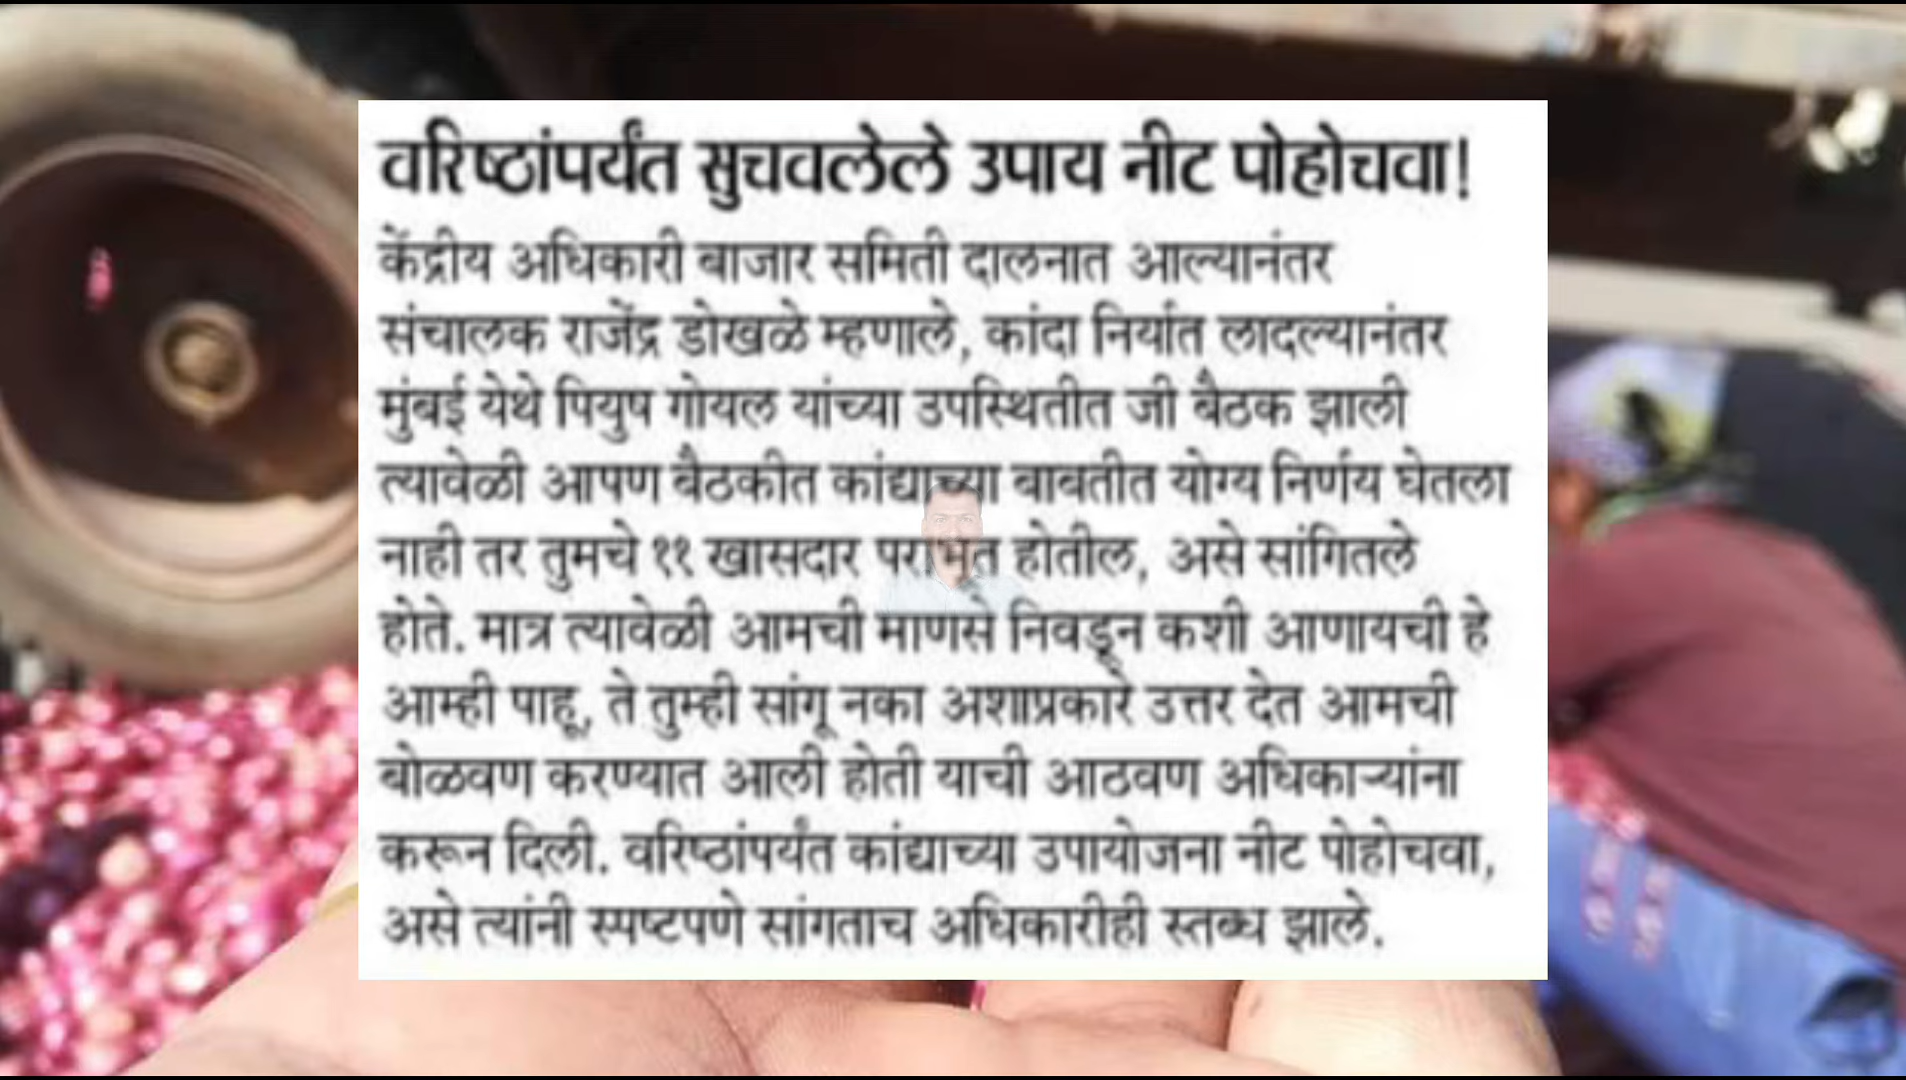 वरिष्ठांपर्यंत सुचवलेले उपाय नीट पोहोचवा!
केंद्रीय अधिकारी बाजार समिती दालनात आल्यानंतर
संचालक राजेंद्र डोखळे म्हणाले, कांदा निर्यात लादल्यानंतर
मुंबई येथे पियुष गोयल यांच्या उपस्थितीत जी बैठक झाली
त्यावेळी आपण बैठकीत कांद्याच्या बाबतीत योग्य निर्णय घेतला
नाही तर तुमचे ११ खासदार पराभूत होतील, असे सांगितले
होते. मात्र त्यावेळी आमची माणसे निवडून कशी आणायची हे
आम्ही पाहू, ते तुम्ही सांगू नका अशाप्रकारे उत्तर देत आमची
बोळवण करण्यात आली होती याची आठवण अधिकाऱ्यांना
करून दिली. वरिष्ठांपर्यंत कांद्याच्या उपायोजना नीट पोहोचवा,
असे त्यांनी स्पष्टपणे सांगताच अधिकारीही स्तब्ध झाले.